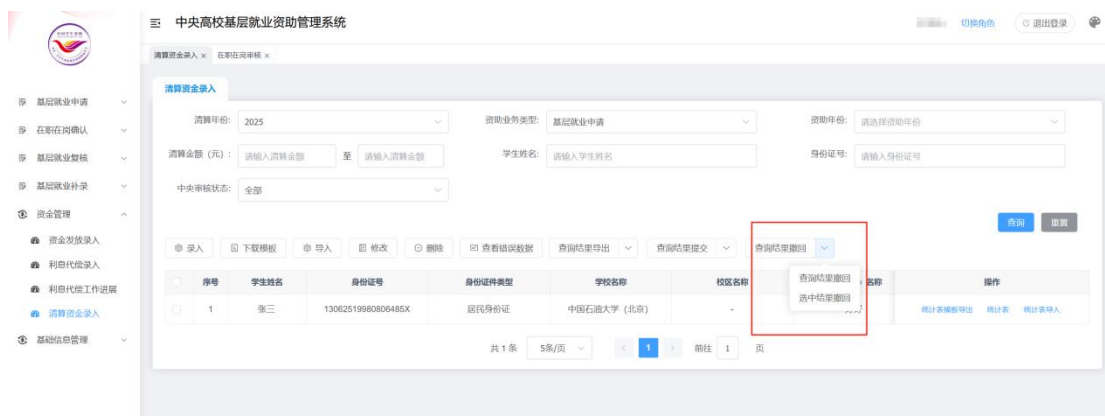 中央高校基层就业资助管理系统
切换角色
退出登录
清算资金录入 ×
在职在岗审核 ×
基层就业申请
在职在岗确认
基层就业复核
基层就业补录
资金管理
资金发放录入
利息代偿录入
利息代偿工作进展
清算资金录入
基础信息管理
清算资金录入
清算年份: 2025
资助业务类型: 基层就业申请
资助年份: 请选择资助年份
清算金额（元）: 请输入清算金额 至 请输入清算金额
学生姓名: 请输入学生姓名
身份证号: 请输入身份证号
中央审核状态: 全部
查询 重置
录入 下载模板 导入 修改 删除 查看错误数据 查询结果导出 查询结果提交 查询结果撤回
查询结果撤回
选中结果撤回
序号 学生姓名 身份证号 身份证件类型 学校名称 校区名称 名称 操作
1 张三 13062519980806485X 居民身份证 中国石油大学（北京） - 统计表模板导出 统计表 统计表导入
共 1 条 5条/页 1 前往 1 页